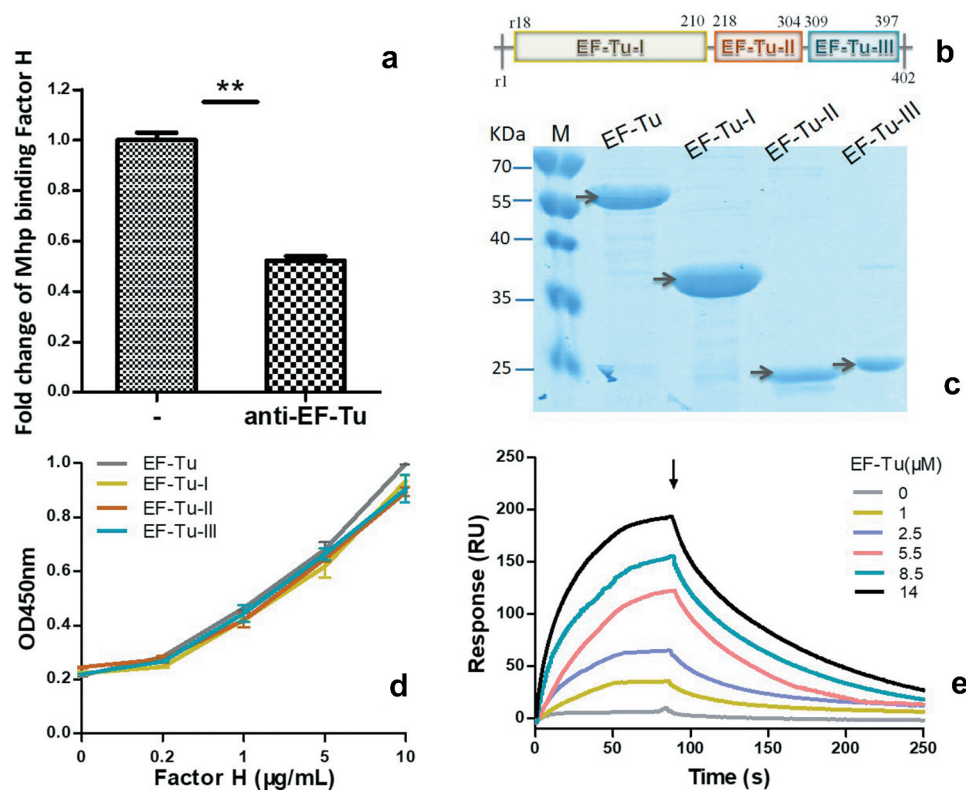 a
Fold change of Mhp binding Factor H
1.2
1.0
0.8
0.6
0.4
0.2
0.0
**
-
anti-EF-Tu
b
r18 210 218 304 309 397
EF-Tu-I EF-Tu-II EF-Tu-III
r1 402
c
KDa M EF-Tu EF-Tu-I EF-Tu-II EF-Tu-III
70
55
40
35
25
d
OD450nm
1.0
0.8
0.6
0.4
0.2
0.0
EF-Tu
EF-Tu-I
EF-Tu-II
EF-Tu-III
0 0.2 1 5 10
Factor H (µg/mL)
e
Response (RU)
250
200
150
100
50
0
EF-Tu(µM)
0
1
2.5
5.5
8.5
14
0 50 100 150 200 250
Time (s)